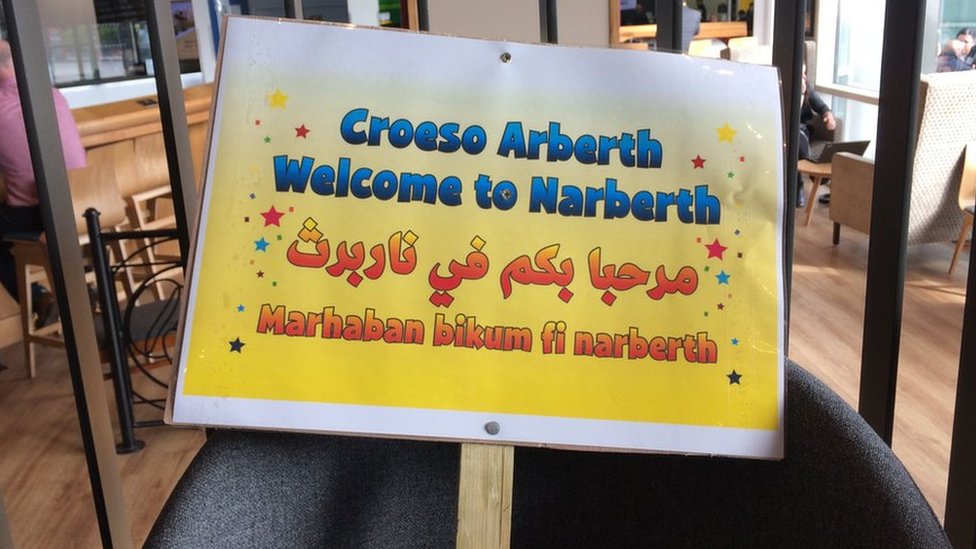 Croeso Arberth
Welcome to Narberth
مرحبا بكم في ناربرث
Marhaban bikum fi narberth